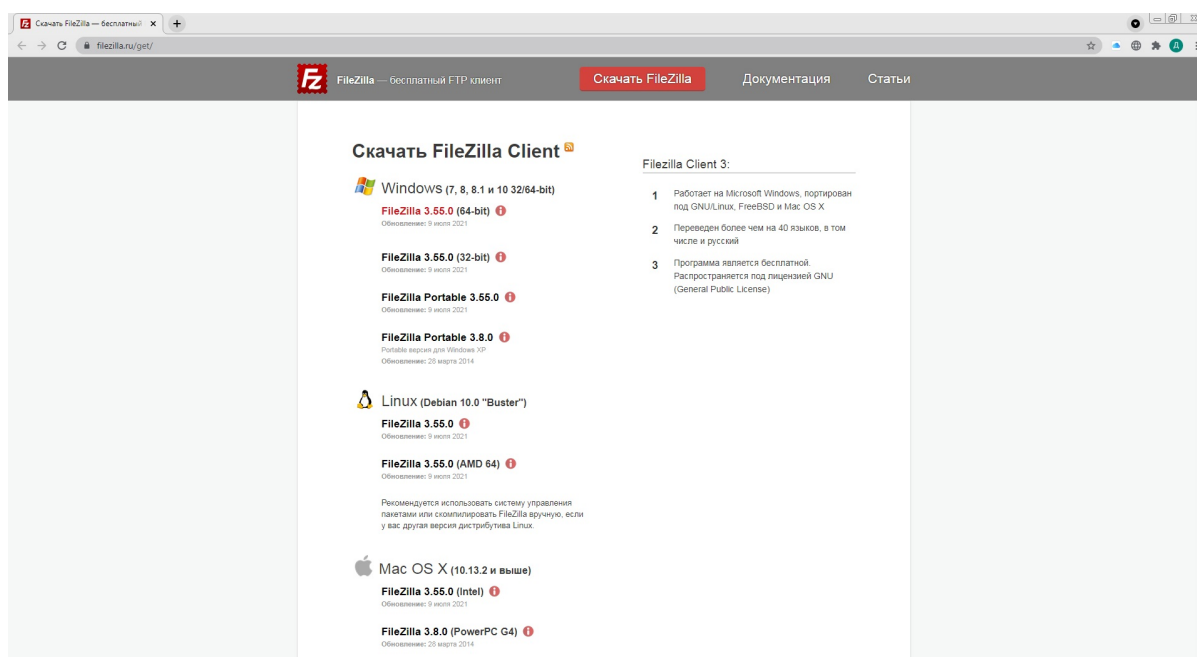 Скачать FileZilla — бесплатный
filezilla.ru/get/
Д
Fz
FileZilla — бесплатный FTP клиент
Скачать FileZilla
Документация
Статьи
Скачать FileZilla Client
Windows (7, 8, 8.1 и 10 32/64-bit)
FileZilla 3.55.0 (64-bit)
Обновление: 9 июля 2021
FileZilla 3.55.0 (32-bit)
Обновление: 9 июля 2021
FileZilla Portable 3.55.0
Обновление: 9 июля 2021
FileZilla Portable 3.8.0
Portable версия для Windows XP
Обновление: 28 марта 2014
Linux (Debian 10.0 "Buster")
FileZilla 3.55.0
Обновление: 9 июля 2021
FileZilla 3.55.0 (AMD 64)
Обновление: 9 июля 2021
Рекомендуется использовать систему управления
пакетами или скомпилировать FileZilla вручную, если
у вас другая версия дистрибутива Linux.
Mac OS X (10.13.2 и выше)
FileZilla 3.55.0 (Intel)
Обновление: 9 июля 2021
FileZilla 3.8.0 (PowerPC G4)
Обновление: 28 марта 2014
Filezilla Client 3:
1 Работает на Microsoft Windows, портирован
под GNU/Linux, FreeBSD и Mac OS X
2 Переведен более чем на 40 языков, в том
числе и русский
3 Программа является бесплатной.
Распространяется под лицензией GNU
(General Public License)